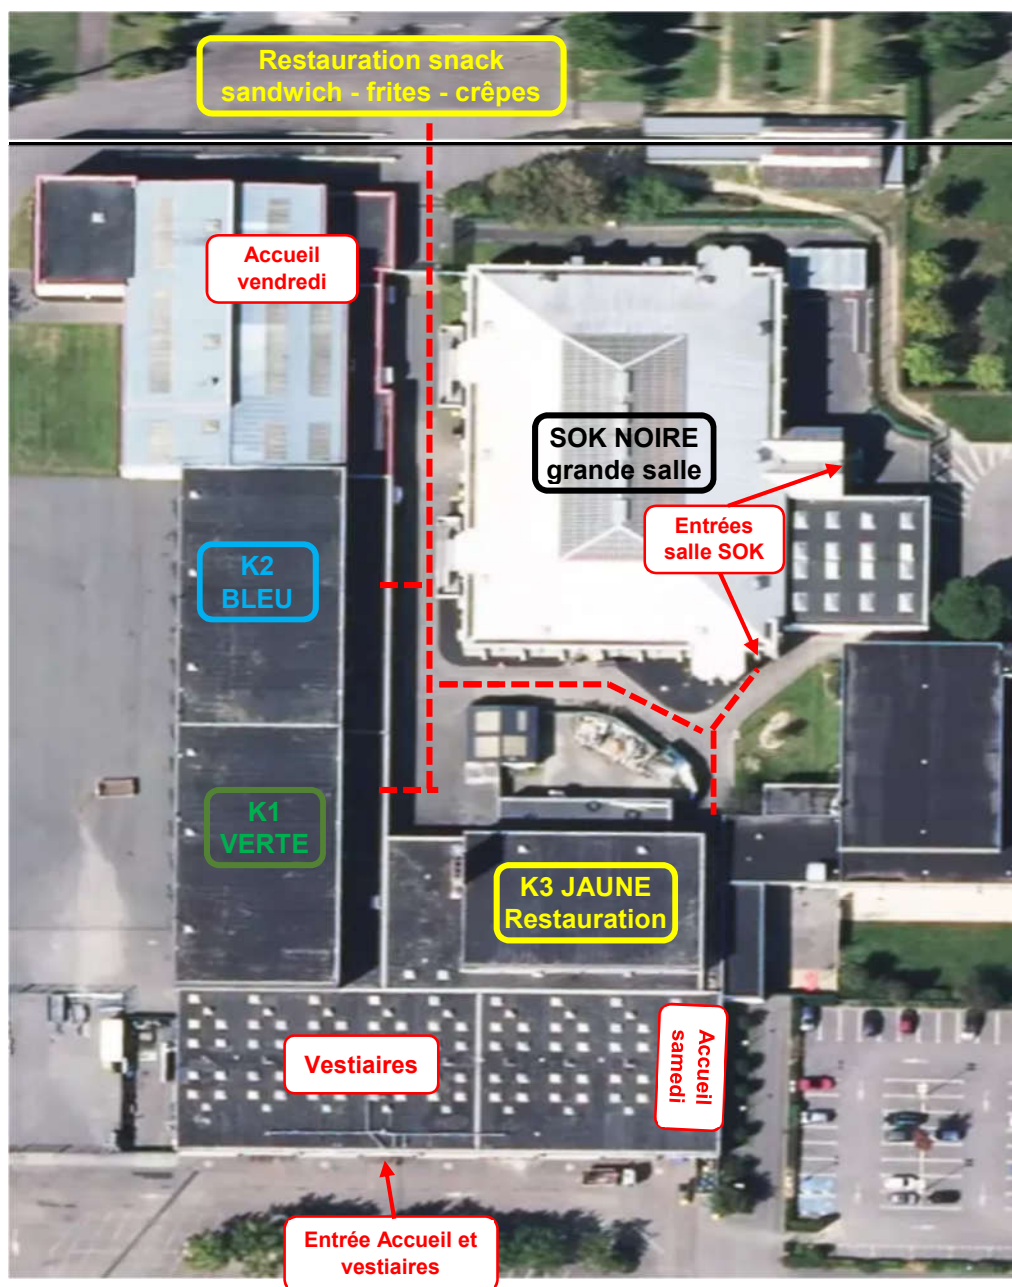 Restauration snack
sandwich - frites - crêpes
Accueil
vendredi
SOK NOIRE
grande salle
Entrées
salle SOK
K2
BLEU
K1
VERTE
K3 JAUNE
Restauration
Vestiaires
Accueil
samedi
Entrée Accueil et
vestiaires